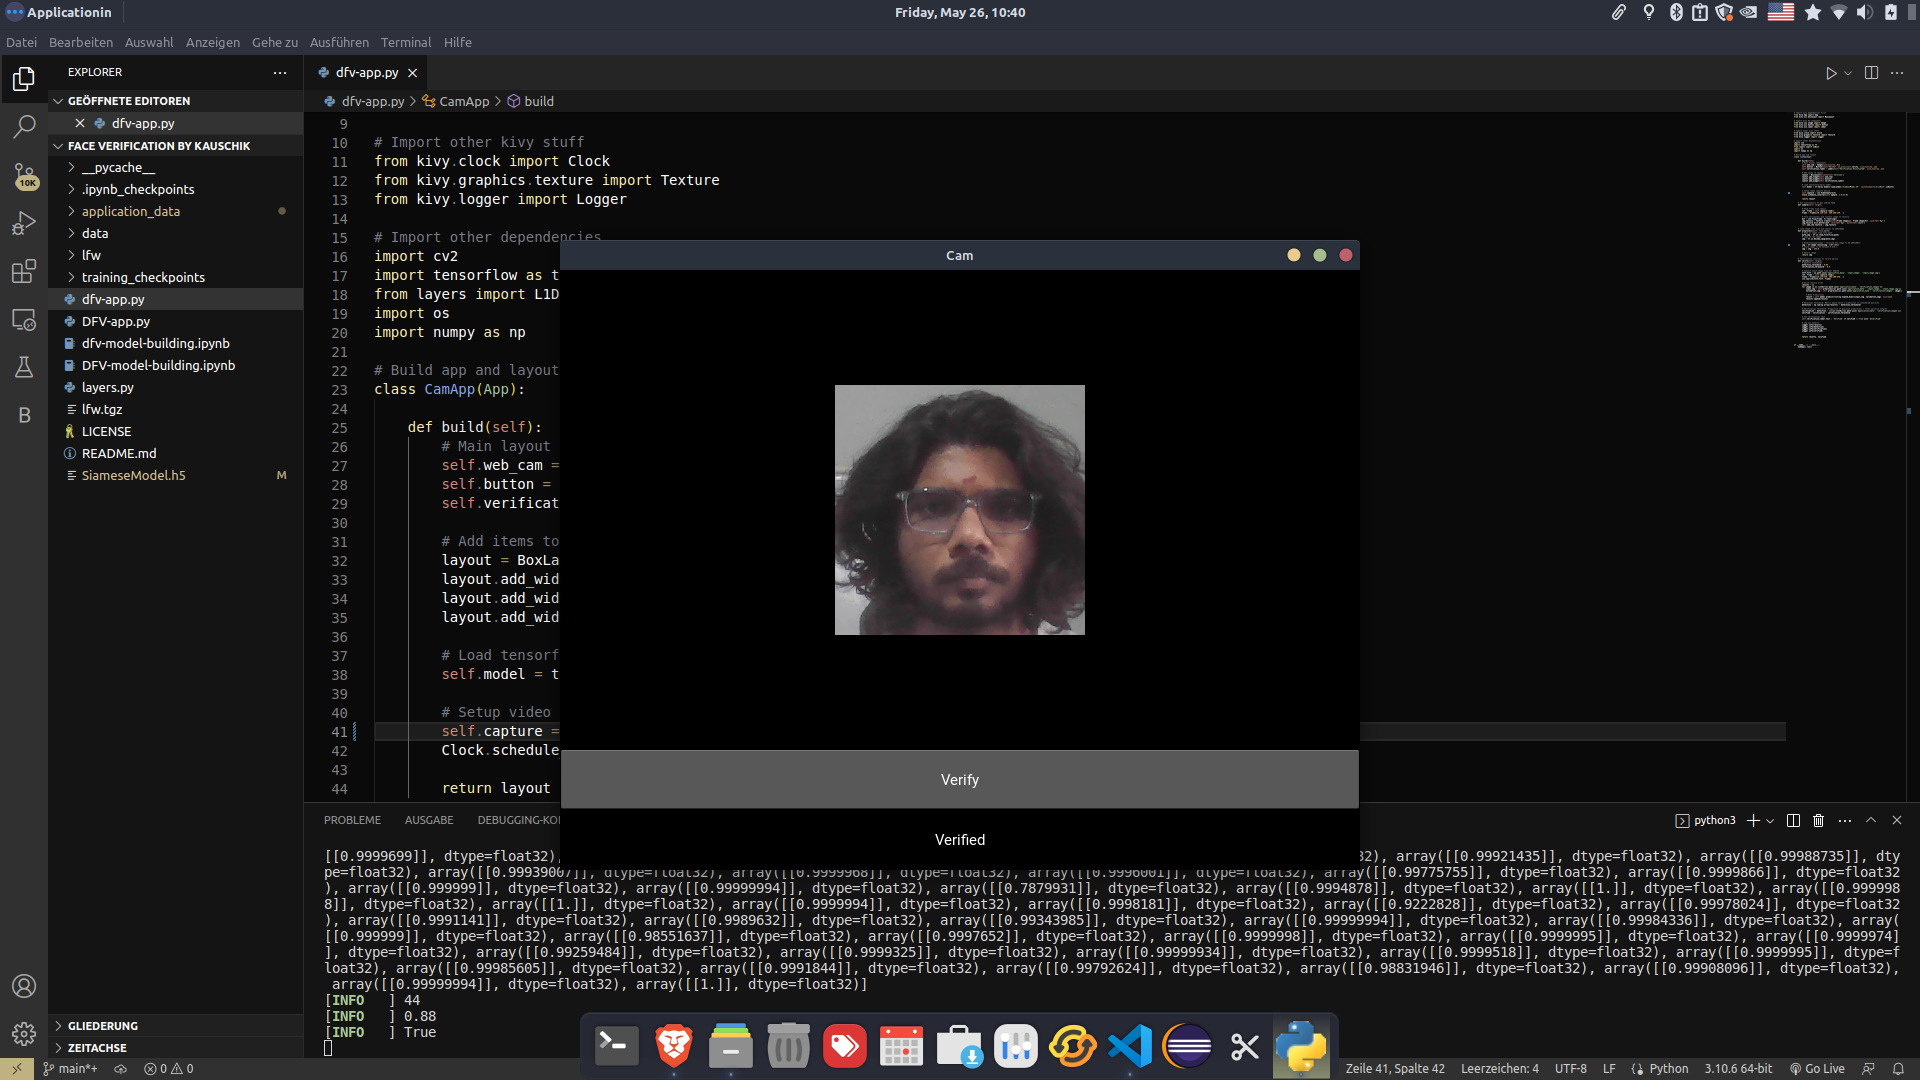 Applicationin
Friday, May 26, 10:40
Datei Bearbeiten Auswahl Anzeigen Gehe zu Ausführen Terminal Hilfe
EXPLORER
GEÖFFNETE EDITOREN
dfv-app.py
FACE VERIFICATION BY KAUSCHIK
__pycache__
.ipynb_checkpoints
application_data
data
lfw
training_checkpoints
dfv-app.py
DFV-app.py
dfv-model-building.ipynb
DFV-model-building.ipynb
layers.py
lfw.tgz
LICENSE
README.md
SiameseModel.h5 M
10K
B
GLIEDERUNG
ZEITACHSE
dfv-app.py
dfv-app.py > CamApp > build
9
10 # Import other kivy stuff
11 from kivy.clock import Clock
12 from kivy.graphics.texture import Texture
13 from kivy.logger import Logger
14
15 # Import other dependencies
16 import cv2
17 import tensorflow as t
18 from layers import L1D
19 import os
20 import numpy as np
21
22 # Build app and layout
23 class CamApp(App):
24
25 def build(self):
26 # Main layout
27 self.web_cam =
28 self.button =
29 self.verificat
30
31 # Add items to
32 layout = BoxLa
33 layout.add_wid
34 layout.add_wid
35 layout.add_wid
36
37 # Load tensorf
38 self.model = t
39
40 # Setup video
41 self.capture =
42 Clock.schedule
43
44 return layout
Cam
Verify
Verified
PROBLEME AUSGABE DEBUGGING-KO
python3
[[0.9999699]], dtype=float32), 32), array([[0.99921435]], dtype=float32), array([[0.99988735]], dty
pe=float32), array([[0.99939007]], dtype=float32), array([[0.9999968]], dtype=float32), array([[0.9996001]], dtype=float32), array([[0.99775755]], dtype=float32), array([[0.9999866]], dtype=float32
), array([[0.999999]], dtype=float32), array([[0.99999994]], dtype=float32), array([[0.7879931]], dtype=float32), array([[0.9994878]], dtype=float32), array([[1.]], dtype=float32), array([[0.999998
8]], dtype=float32), array([[1.]], dtype=float32), array([[0.9999994]], dtype=float32), array([[0.9998181]], dtype=float32), array([[0.9222828]], dtype=float32), array([[0.99978024]], dtype=float32
), array([[0.9991141]], dtype=float32), array([[0.9989632]], dtype=float32), array([[0.99343985]], dtype=float32), array([[0.99999994]], dtype=float32), array([[0.99984336]], dtype=float32), array(
[[0.999999]], dtype=float32), array([[0.98551637]], dtype=float32), array([[0.9997652]], dtype=float32), array([[0.9999998]], dtype=float32), array([[0.9999995]], dtype=float32), array([[0.9999974]
], dtype=float32), array([[0.99259484]], dtype=float32), array([[0.9999325]], dtype=float32), array([[0.99999934]], dtype=float32), array([[0.9999518]], dtype=float32), array([[0.9999995]], dtype=f
loat32), array([[0.99985605]], dtype=float32), array([[0.9991844]], dtype=float32), array([[0.99792624]], dtype=float32), array([[0.98831946]], dtype=float32), array([[0.99908096]], dtype=float32),
array([[0.99999994]], dtype=float32), array([[1.]], dtype=float32)]
[INFO ] 44
[INFO ] 0.88
[INFO ] True
main*+ 0 0
Zeile 41, Spalte 42 Leerzeichen: 4 UTF-8 LF Python 3.10.6 64-bit Go Live